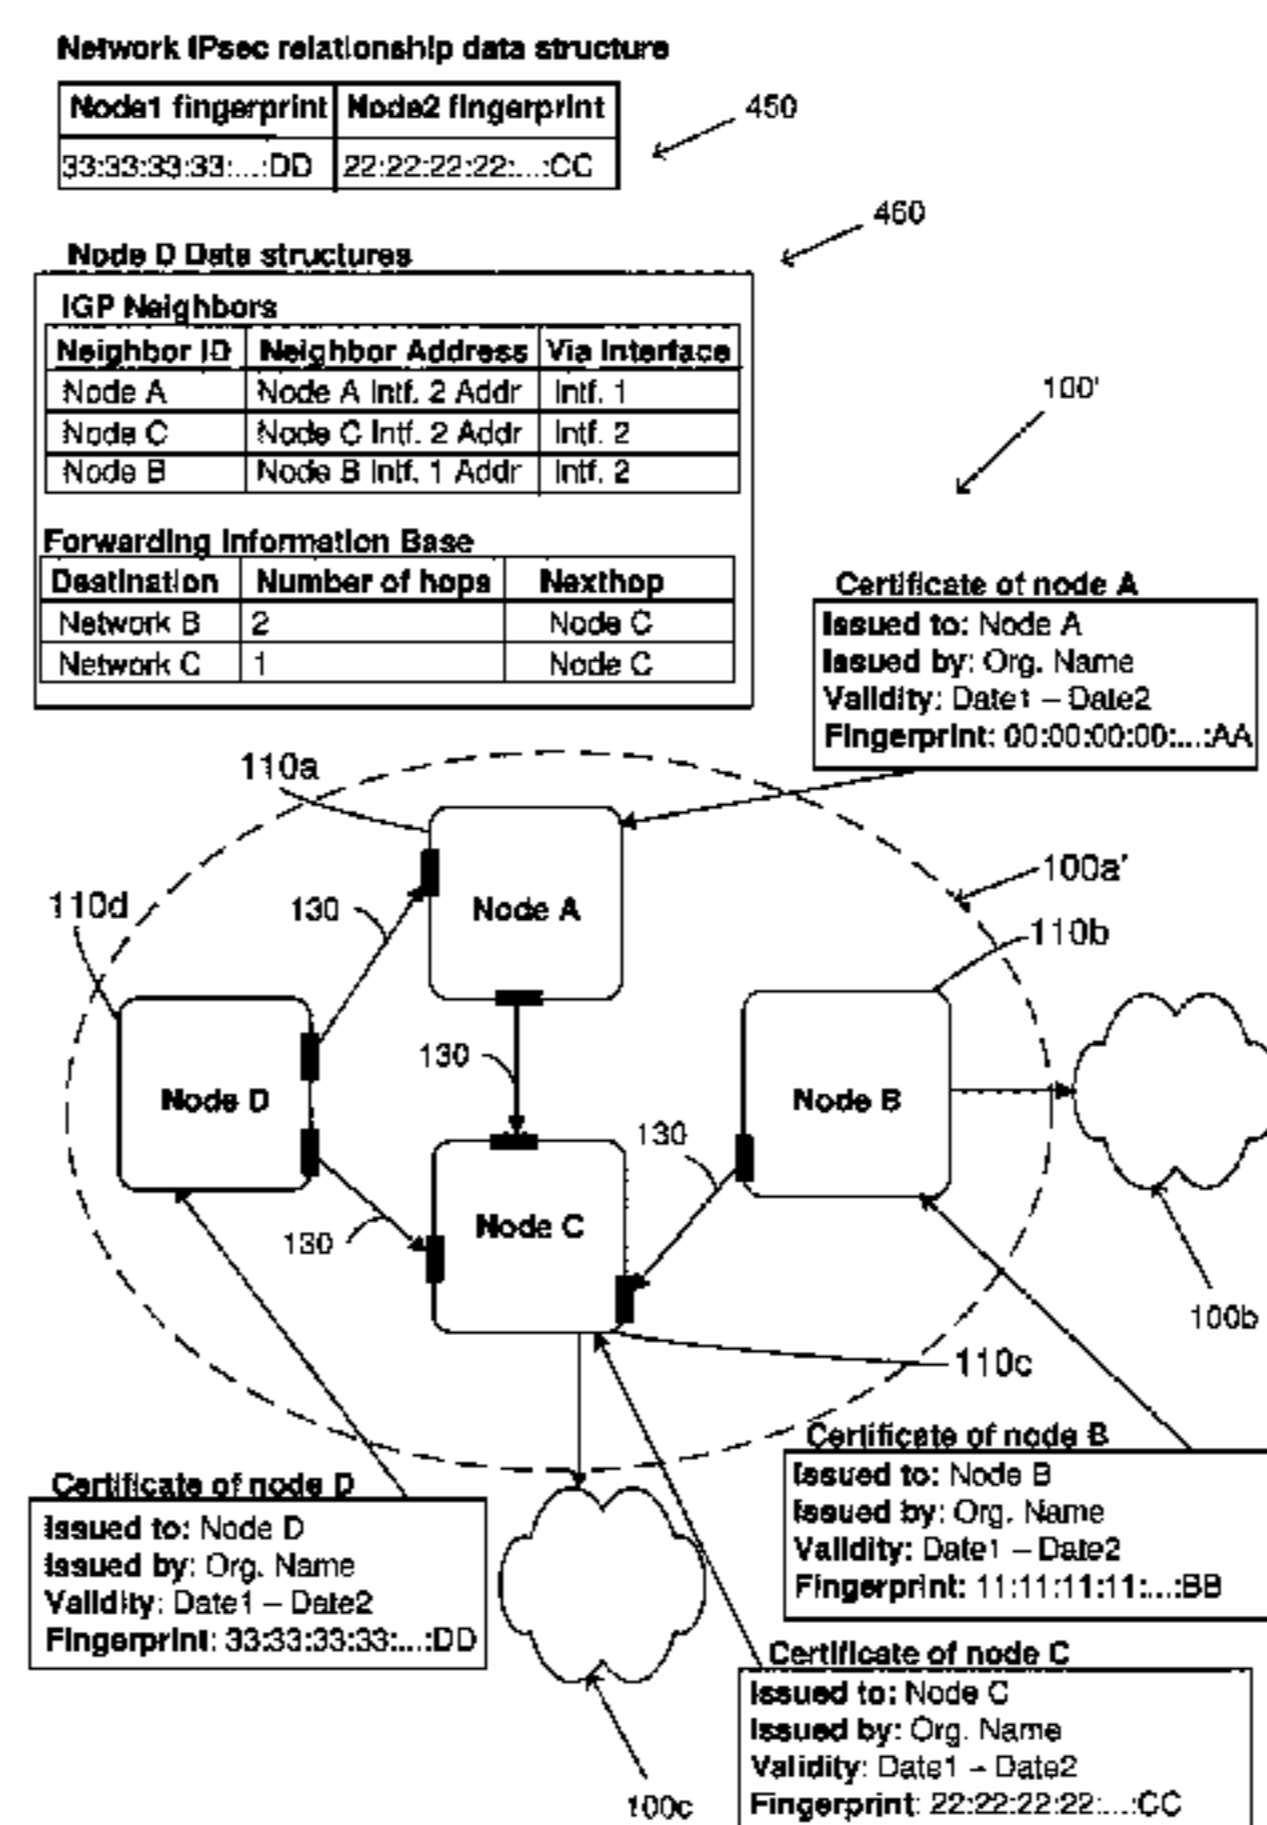 Network IPsec relationship data structure
Node1 fingerprint Node2 fingerprint
33:33:33:33:...:DD 22:22:22:22:...:CC
450
460
Node D Data structures
IGP Neighbors
Neighbor ID Neighbor Address Via Interface
Node A Node A Intf. 2 Addr Intf. 1
Node C Node C Intf. 2 Addr Intf. 2
Node B Node B Intf. 1 Addr Intf. 2
100'
Forwarding Information Base
Destination Number of hops Nexthop
Network B 2 Node C
Network C 1 Node C
Certificate of node A
Issued to: Node A
Issued by: Org. Name
Validity: Date1 – Date2
Fingerprint: 00:00:00:00:...:AA
110a
100a'
110d
130
Node A
110b
130
Node D
Node B
130
Node C
130
100b
110c
Certificate of node B
Issued to: Node B
Issued by: Org. Name
Validity: Date1 – Date2
Fingerprint: 11:11:11:11:...:BB
Certificate of node D
Issued to: Node D
Issued by: Org. Name
Validity: Date1 – Date2
Fingerprint: 33:33:33:33:...:DD
Certificate of node C
Issued to: Node C
Issued by: Org. Name
Validity: Date1 – Date2
Fingerprint: 22:22:22:22:...:CC
100c